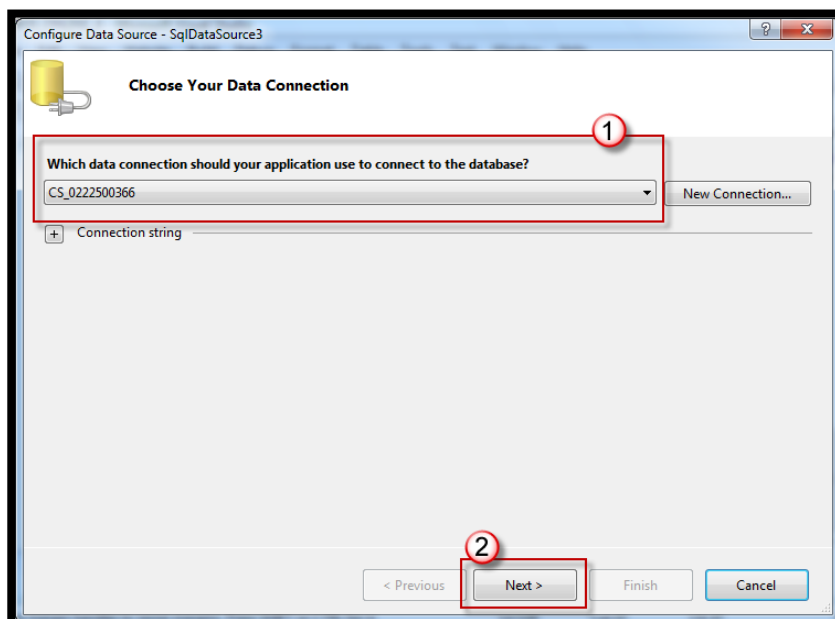 Configure Data Source - SqlDataSource3
Choose Your Data Connection
1
Which data connection should your application use to connect to the database?
CS_0222500366
New Connection...
+ Connection string
2
< Previous
Next >
Finish
Cancel